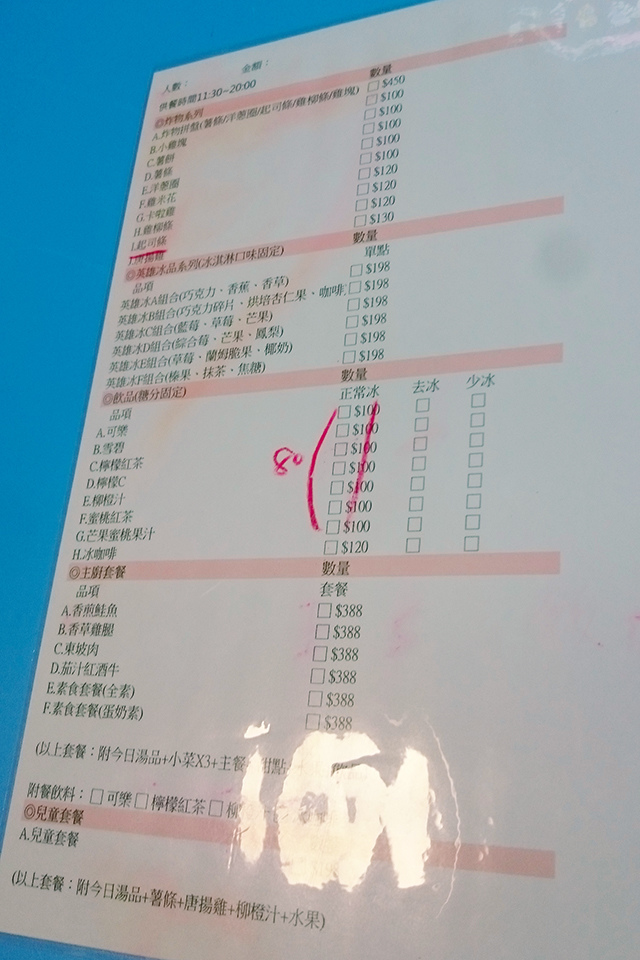 人數： 金額：
供餐時間11:30~20:00
◎炸物系列 數量
A.炸物拼盤(薯條/洋蔥圈/起司條/雞柳條/雞塊) □ $450
B.小雞塊 □ $100
C.薯餅 □ $100
D.薯條 □ $100
E.洋蔥圈 □ $100
F.雞米花 □ $100
G.卡啦雞 □ $120
H.雞柳條 □ $120
I.起司條 □ $120
J.唐揚雞 □ $130
◎英雄冰品系列(冰淇淋口味固定) 數量
品項 單點
英雄冰A組合(巧克力、香蕉、香草) □ $198
英雄冰B組合(巧克力碎片、烘培杏仁果、咖啡 □ $198
英雄冰C組合(藍莓、草莓、芒果) □ $198
英雄冰D組合(綜合莓、芒果、鳳梨) □ $198
英雄冰E組合(草莓、蘭姆脆果、椰奶) □ $198
英雄冰F組合(榛果、抹茶、焦糖) □ $198
◎飲品(糖分固定) 數量
品項 正常冰 去冰 少冰
A.可樂 □ $100 □ □
B.雪碧 □ $100 □ □
C.檸檬紅茶 □ $100 □ □
D.檸檬C □ $100 □ □
80
E.柳橙汁 □ $100 □ □
F.蜜桃紅茶 □ $100 □ □
G.芒果蜜桃果汁 □ $100 □ □
H.冰咖啡 □ $120 □ □
◎主廚套餐 數量
品項 套餐
A.香煎鮭魚 □ $388
B.香草雞腿 □ $388
C.東坡肉 □ $388
D.茄汁紅酒牛 □ $388
E.素食套餐(全素) □ $388
F.素食套餐(蛋奶素) □ $388
(以上套餐：附今日湯品+小菜X3+主餐 甜點
附餐飲料：□ 可樂 □ 檸檬紅茶 □ 柳
◎兒童套餐
A.兒童套餐
(以上套餐：附今日湯品+薯條+唐揚雞+柳橙汁+水果)